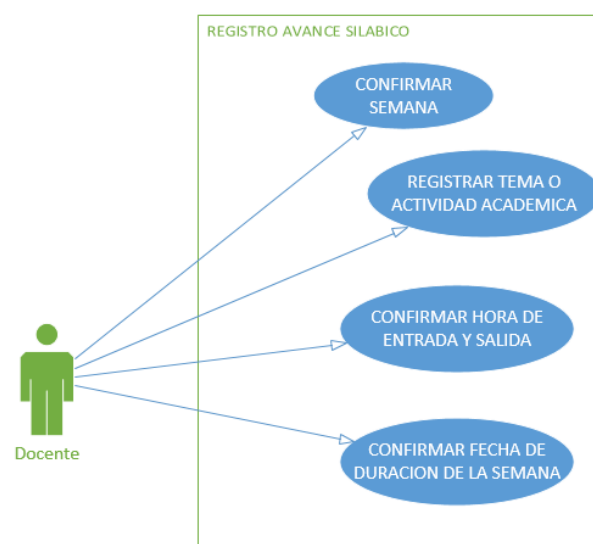 REGISTRO AVANCE SILABICO
CONFIRMAR
SEMANA
REGISTRAR TEMA O
ACTIVIDAD ACADEMICA
CONFIRMAR HORA DE
ENTRADA Y SALIDA
Docente
CONFIRMAR FECHA DE
DURACION DE LA SEMANA